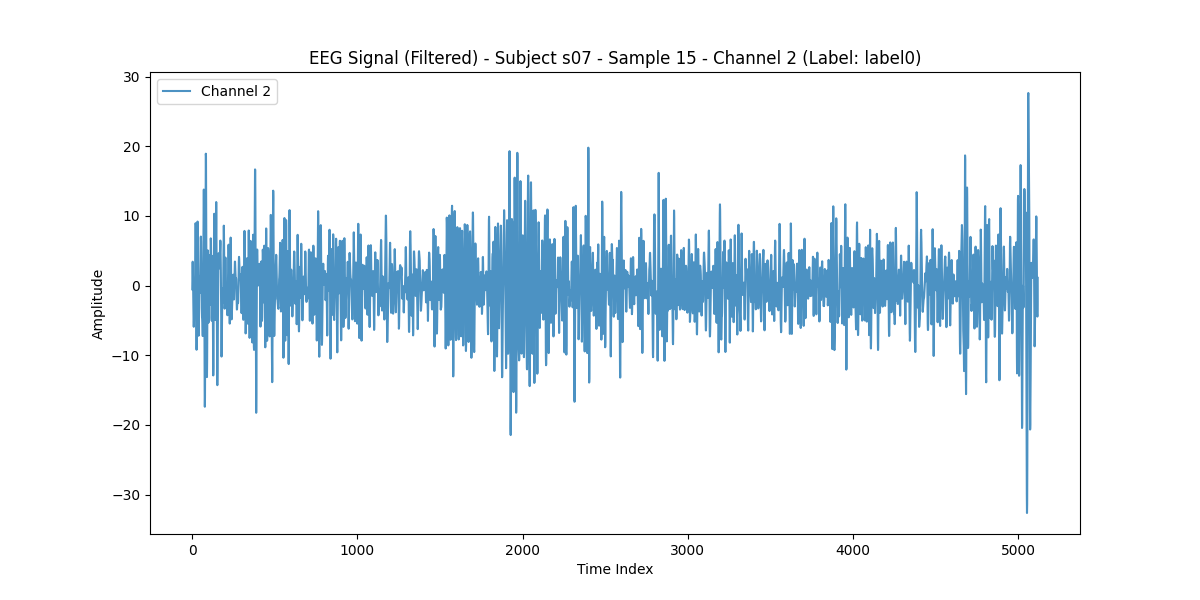 EEG Signal (Filtered) - Subject s07 - Sample 15 - Channel 2 (Label: label0)
Channel 2
30
20
10
0
−10
−20
−30
Amplitude
0 1000 2000 3000 4000 5000
Time Index